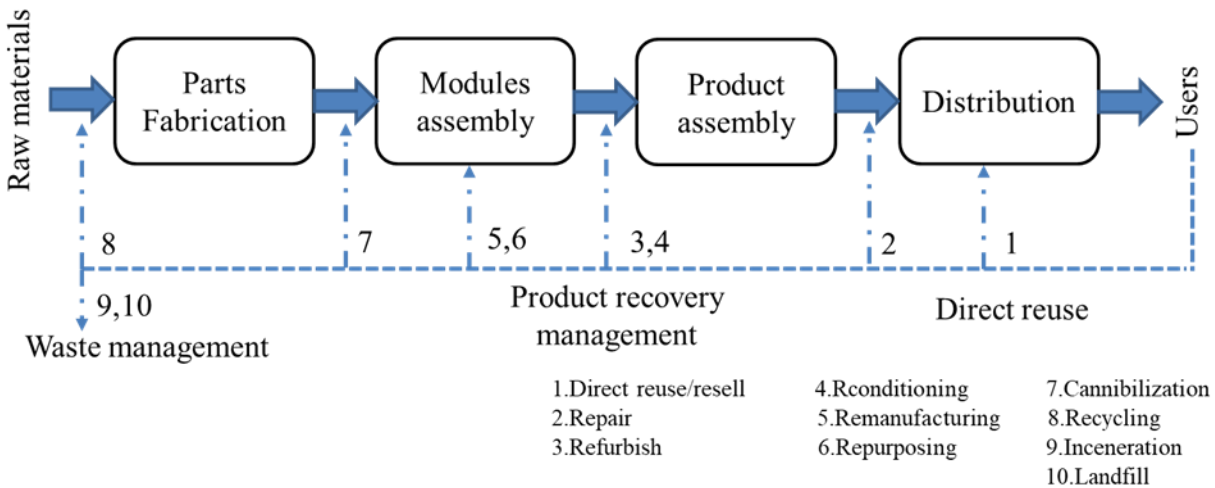 Raw materials
Parts
Fabrication
Modules
assembly
Product
assembly
Distribution
Users
8
7
5,6
3,4
2
1
9,10
Waste management
Product recovery
management
Direct reuse
1.Direct reuse/resell
2.Repair
3.Refurbish
4.Rconditioning
5.Remanufacturing
6.Repurposing
7.Cannibilization
8.Recycling
9.Inceneration
10.Landfill